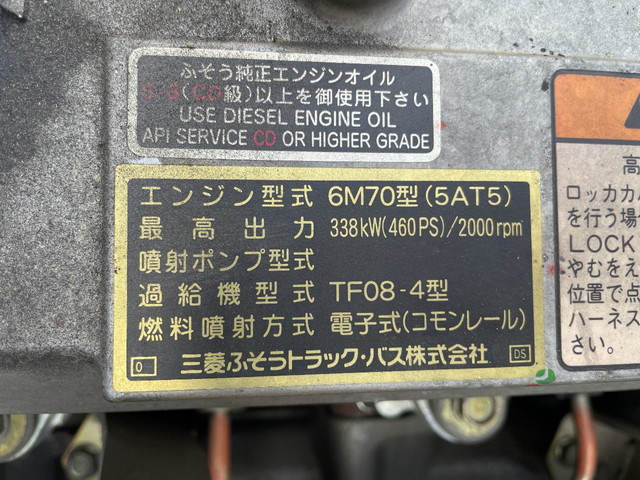 ふそう純正エンジンオイル
S-3(CD級)以上を御使用下さい
USE DIESEL ENGINE OIL
API SERVICE CD OR HIGHER GRADE
エンジン型式 6M70型(5AT5)
最高出力 338kW(460PS)/2000rpm
噴射ポンプ型式
過給機型式 TF08-4型
燃料噴射方式 電子式(コモンレール)
0 三菱ふそうトラック・バス株式会社 DS
高
ロッカカ
を行う場
LOCK
やむをえ
位置で点
ハーネス
さい。